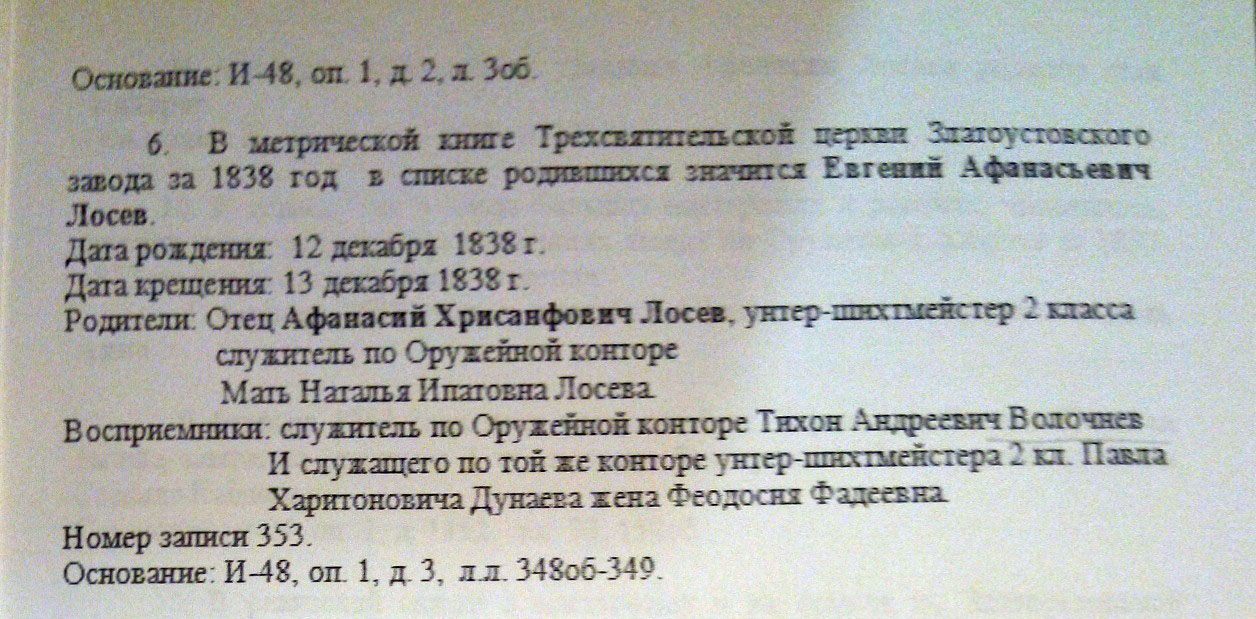 Основание: И-48, оп. 1, д. 2, л. 3об.
6. В метрической книге Трехсвятительской церкви Златоустовского
завода за 1838 год в списке родившихся значится Евгений Афанасьевич
Лосев.
Дата рождения: 12 декабря 1838 г.
Дата крещения: 13 декабря 1838 г.
Родители: Отец Афанасий Хрисанфович Лосев, унтер-шихтмейстер 2 класса
служитель по Оружейной конторе
Мать Наталья Ипатовна Лосева.
Восприемники: служитель по Оружейной конторе Тихон Андреевич Волочнев
И служащего по той же конторе унтер-шихтмейстера 2 кл. Павла
Харитоновича Дунаева жена Феодосия Фадеевна.
Номер записи 353.
Основание: И-48, оп. 1, д. 3, л.л. 348об-349.